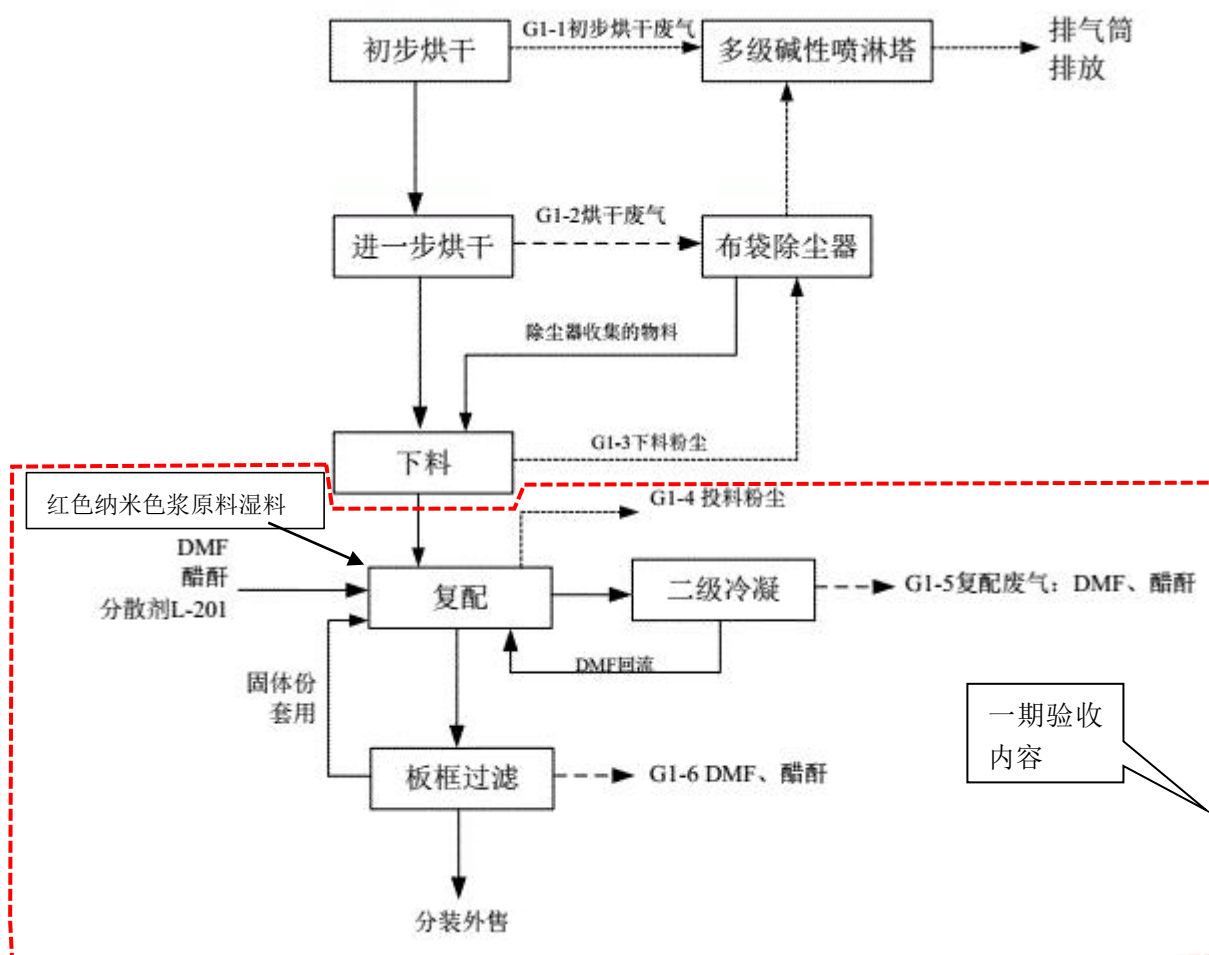 初步烘干
G1-1初步烘干废气
多级碱性喷淋塔
排气筒
排放
进一步烘干
G1-2烘干废气
布袋除尘器
除尘器收集的物料
下料
G1-3下料粉尘
红色纳米色浆原料湿料
G1-4 投料粉尘
DMF
醋酐
分散剂L-201
复配
二级冷凝
G1-5复配废气：DMF、醋酐
DMF回流
固体份
套用
一期验收
内容
板框过滤
G1-6 DMF、醋酐
分装外售